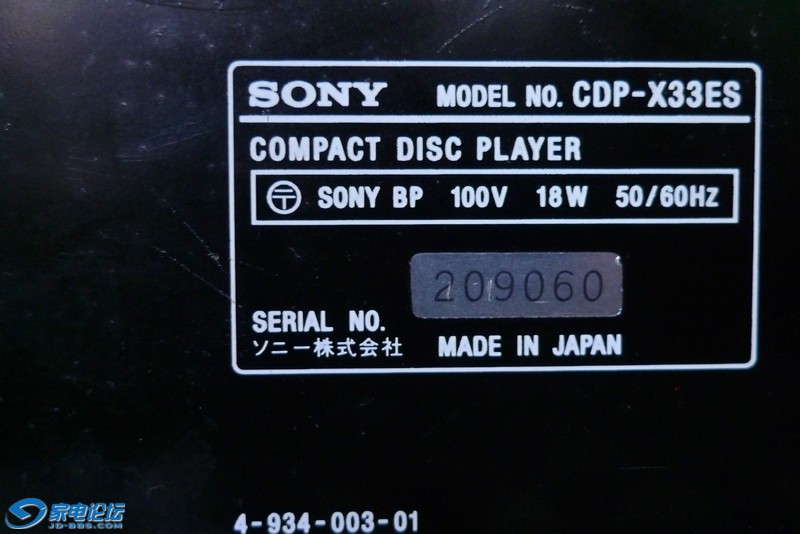 SONY MODEL NO. CDP-X33ES
COMPACT DISC PLAYER
〒 SONY BP 100V 18W 50/60Hz
209060
SERIAL NO.
ソニー株式会社 MADE IN JAPAN
4-934-003-01
家电论坛
JD-BBS.COM